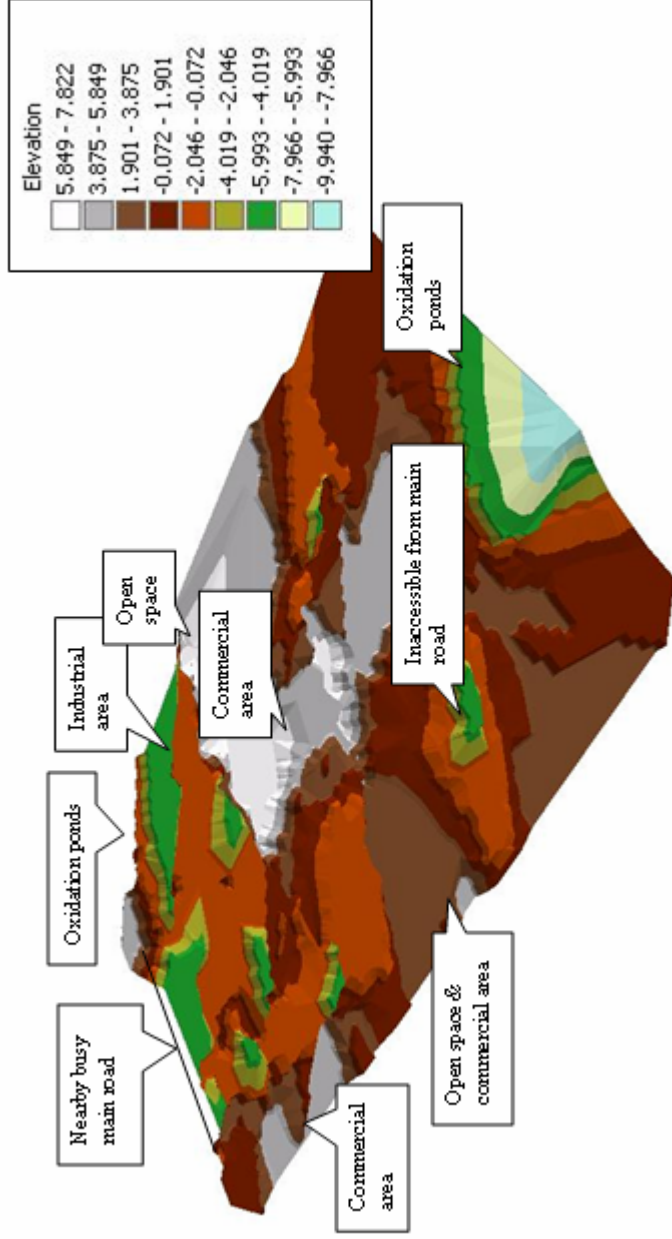 Elevation
5.849 - 7.822
3.875 - 5.849
1.901 - 3.875
-0.072 - 1.901
-2.046 - -0.072
-4.019 - -2.046
-5.993 - -4.019
-7.966 - -5.993
-9.940 - -7.966
Nearby busy
main road
Oxidation ponds
Industrial
area
Open
space
Commercial
area
Commercial
area
Open space &
commercial area
Inaccessible from main
road
Oxidation
ponds